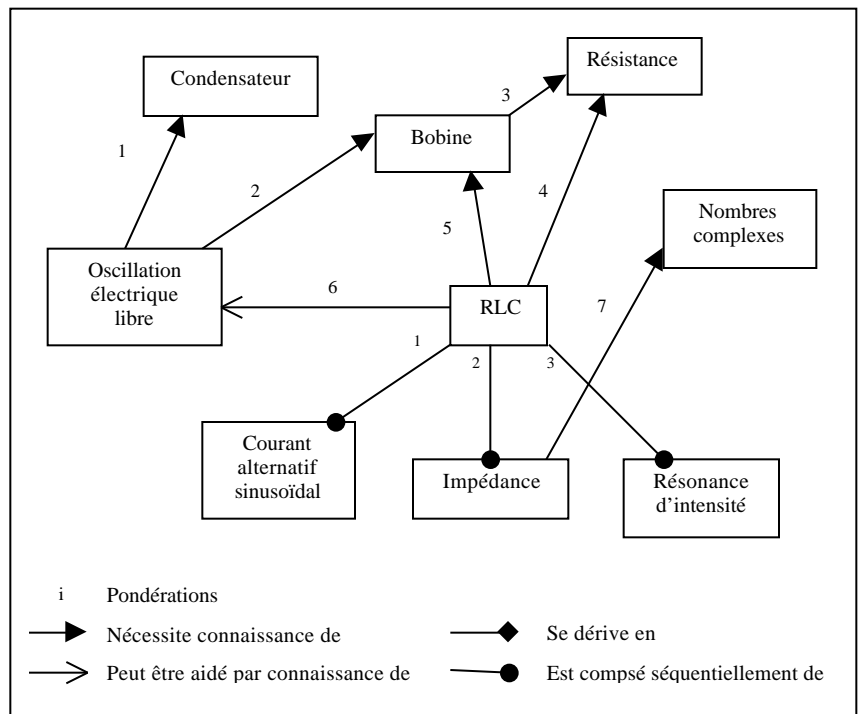 Condensateur
Résistance
3
1
Bobine
2
4
Nombres
complexes
5
Oscillation
électrique
libre
6
RLC
7
1
2
3
Courant
alternatif
sinusoïdal
Impédance
Résonance
d'intensité
i Pondérations
Nécessite connaissance de
Se dérive en
Peut être aidé par connaissance de
Est compsé séquentiellement de